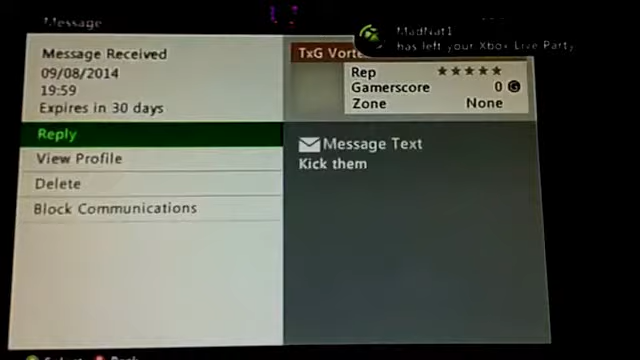 Message
MadNat1
has left your Xbox Live Party
Message Received
09/08/2014
19:59
Expires in 30 days
Reply
View Profile
Delete
Block Communications
TxG Vorte
Rep
Gamerscore 0 G
Zone None
Message Text
Kick them